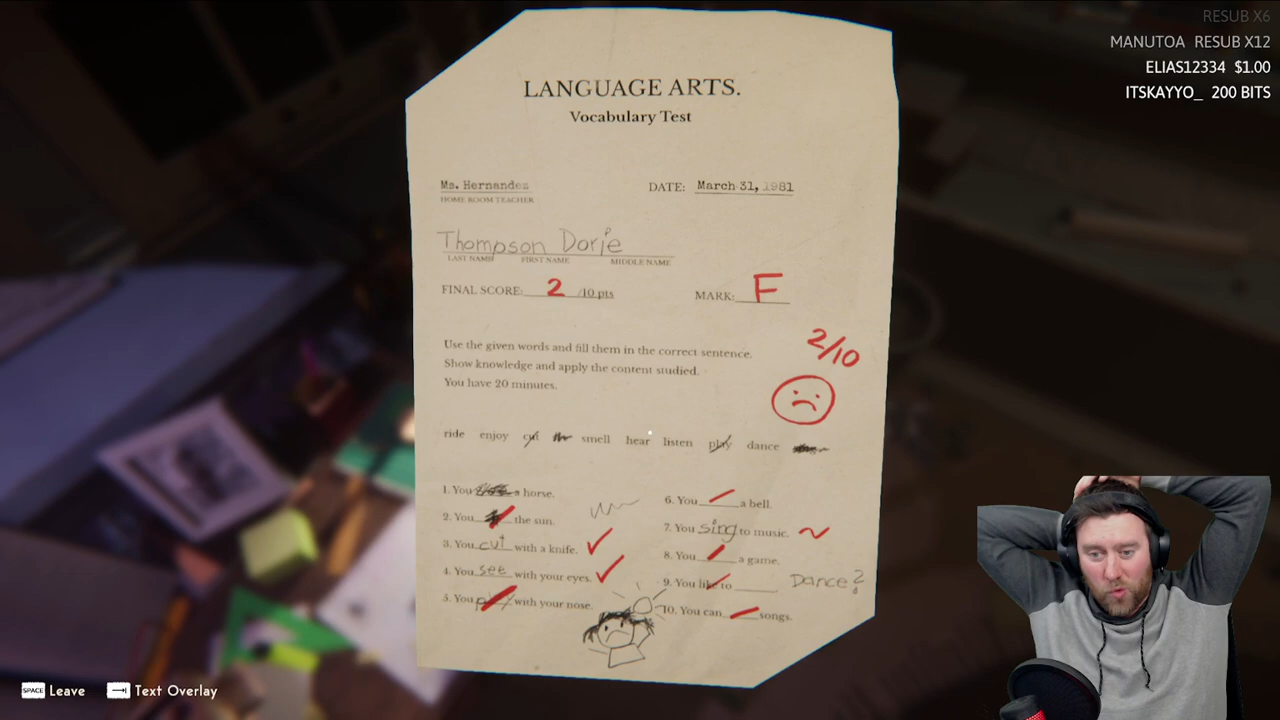 RESUB X6
MANUTOA RESUB X12
ELIAS12334 $1.00
ITSKAYYO_ 200 BITS
LANGUAGE ARTS.
Vocabulary Test
Ms. Hernandez DATE: March 31, 1981
HOME ROOM TEACHER
Thompson Dorie
LAST NAME FIRST NAME MIDDLE NAME
FINAL SCORE: 2 /10 pts MARK: F
2/10
Use the given words and fill them in the correct sentence.
Show knowledge and apply the content studied.
You have 20 minutes.
ride enjoy cut smell hear listen play dance
1. You a horse.
2. You the sun.
3. You cut with a knife.
4. You see with your eyes.
5. You play with your nose.
6. You a bell.
7. You sing to music.
8. You a game.
9. You like to Dance?
10. You can songs.
SPACE Leave Text Overlay